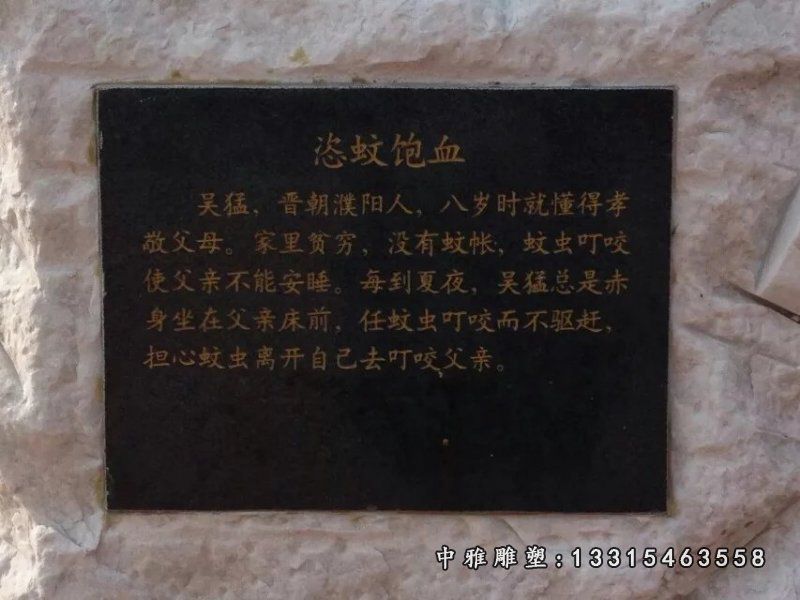 恣蚊饱血
吴猛，晋朝濮阳人，八岁时就懂得孝
敬父母。家里贫穷，没有蚊帐，蚊虫叮咬
使父亲不能安睡。每到夏夜，吴猛总是赤
身坐在父亲床前，任蚊虫叮咬而不驱赶，
担心蚊虫离开自己去叮咬父亲。
中雅雕塑:13315463558